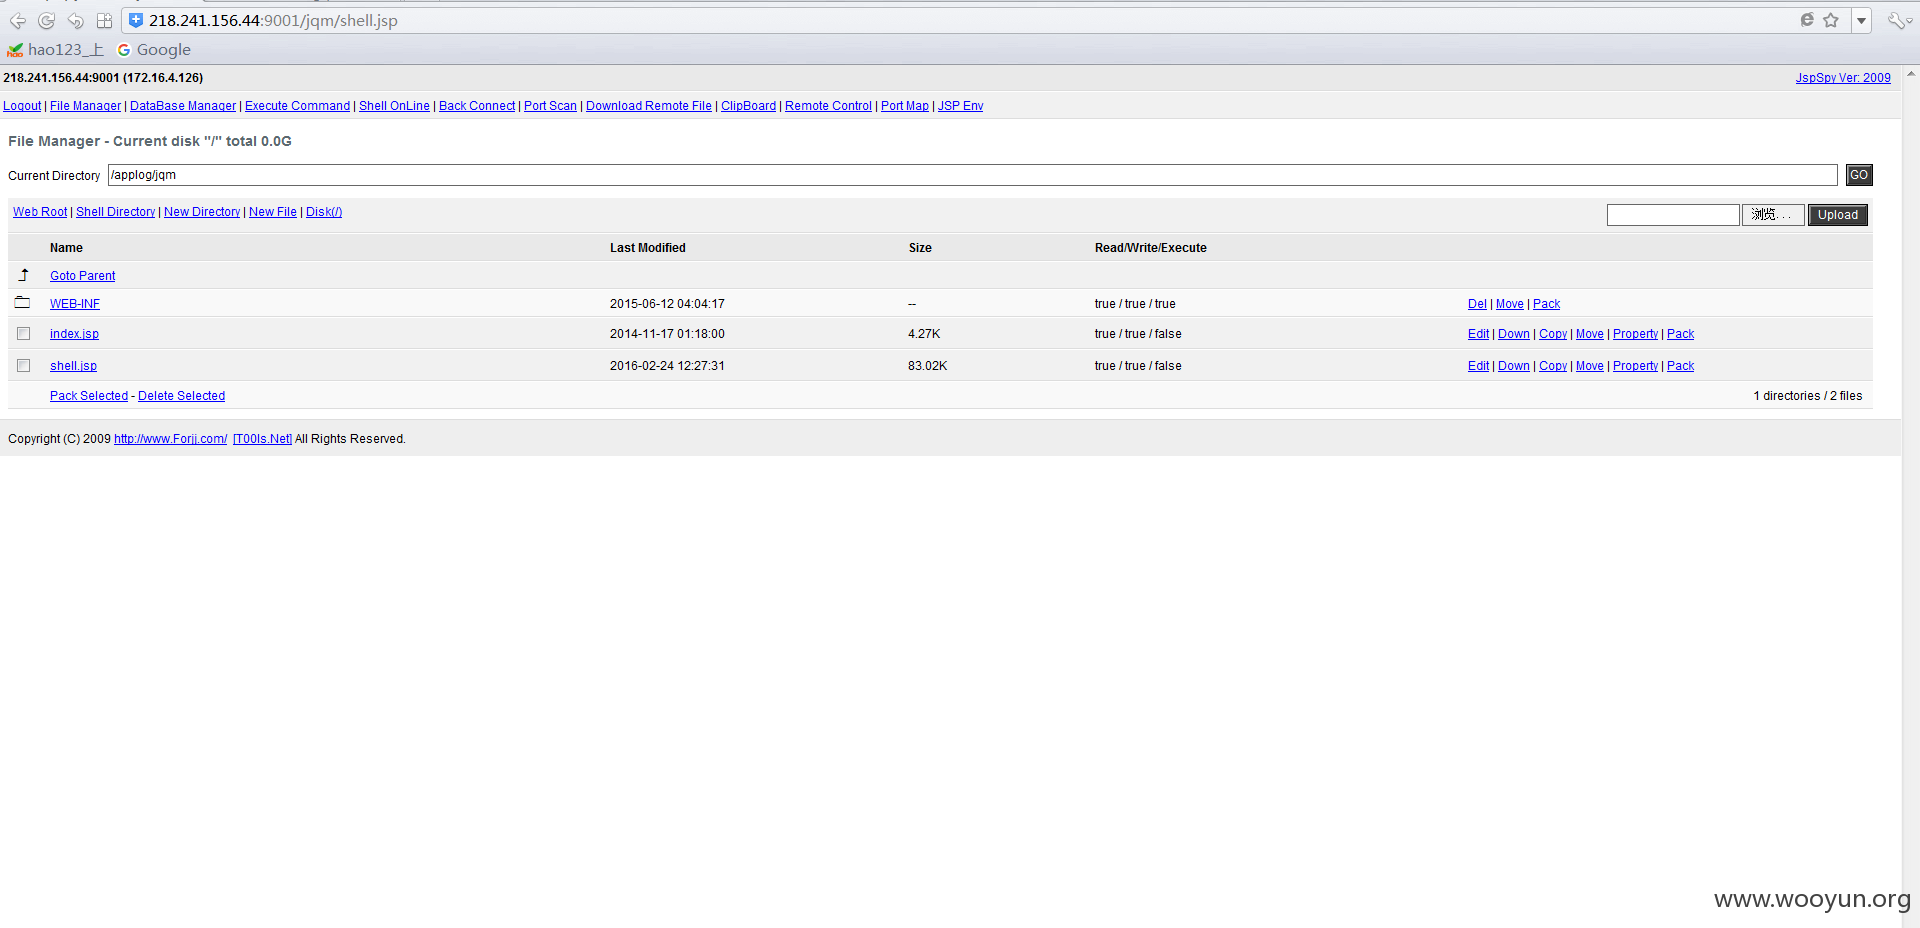 218.241.156.44:9001/jqm/shell.jsp
hao123_上 Google
218.241.156.44:9001 (172.16.4.126) JspSpy Ver: 2009
Logout | File Manager | DataBase Manager | Execute Command | Shell OnLine | Back Connect | Port Scan | Download Remote File | ClipBoard | Remote Control | Port Map | JSP Env
File Manager - Current disk "/" total 0.0G
Current Directory /applog/jqm GO
Web Root | Shell Directory | New Directory | New File | Disk(/) 浏览... Upload
Name Last Modified Size Read/Write/Execute
Goto Parent
WEB-INF 2015-06-12 04:04:17 -- true / true / true Del | Move | Pack
index.jsp 2014-11-17 01:18:00 4.27K true / true / false Edit | Down | Copy | Move | Property | Pack
shell.jsp 2016-02-24 12:27:31 83.02K true / true / false Edit | Down | Copy | Move | Property | Pack
Pack Selected - Delete Selected 1 directories / 2 files
Copyright (C) 2009 http://www.Forjj.com/ [T00ls.Net] All Rights Reserved.
www.wooyun.org